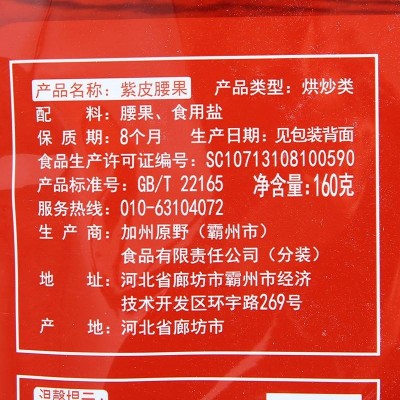 产品名称：紫皮腰果 产品类型：烘炒类
配 料：腰果、食用盐
保 质 期：8个月 生产日期：见包装背面
食品生产许可证编号：SC10713108100590
产品标准号：GB/T 22165 净含量：160克
服务热线：010-63104072
生 产 商：加州原野（霸州市）
食品有限责任公司（分装）
地 址：河北省廊坊市霸州市经济
技术开发区环宇路269号
产 地：河北省廊坊市
温馨提示：